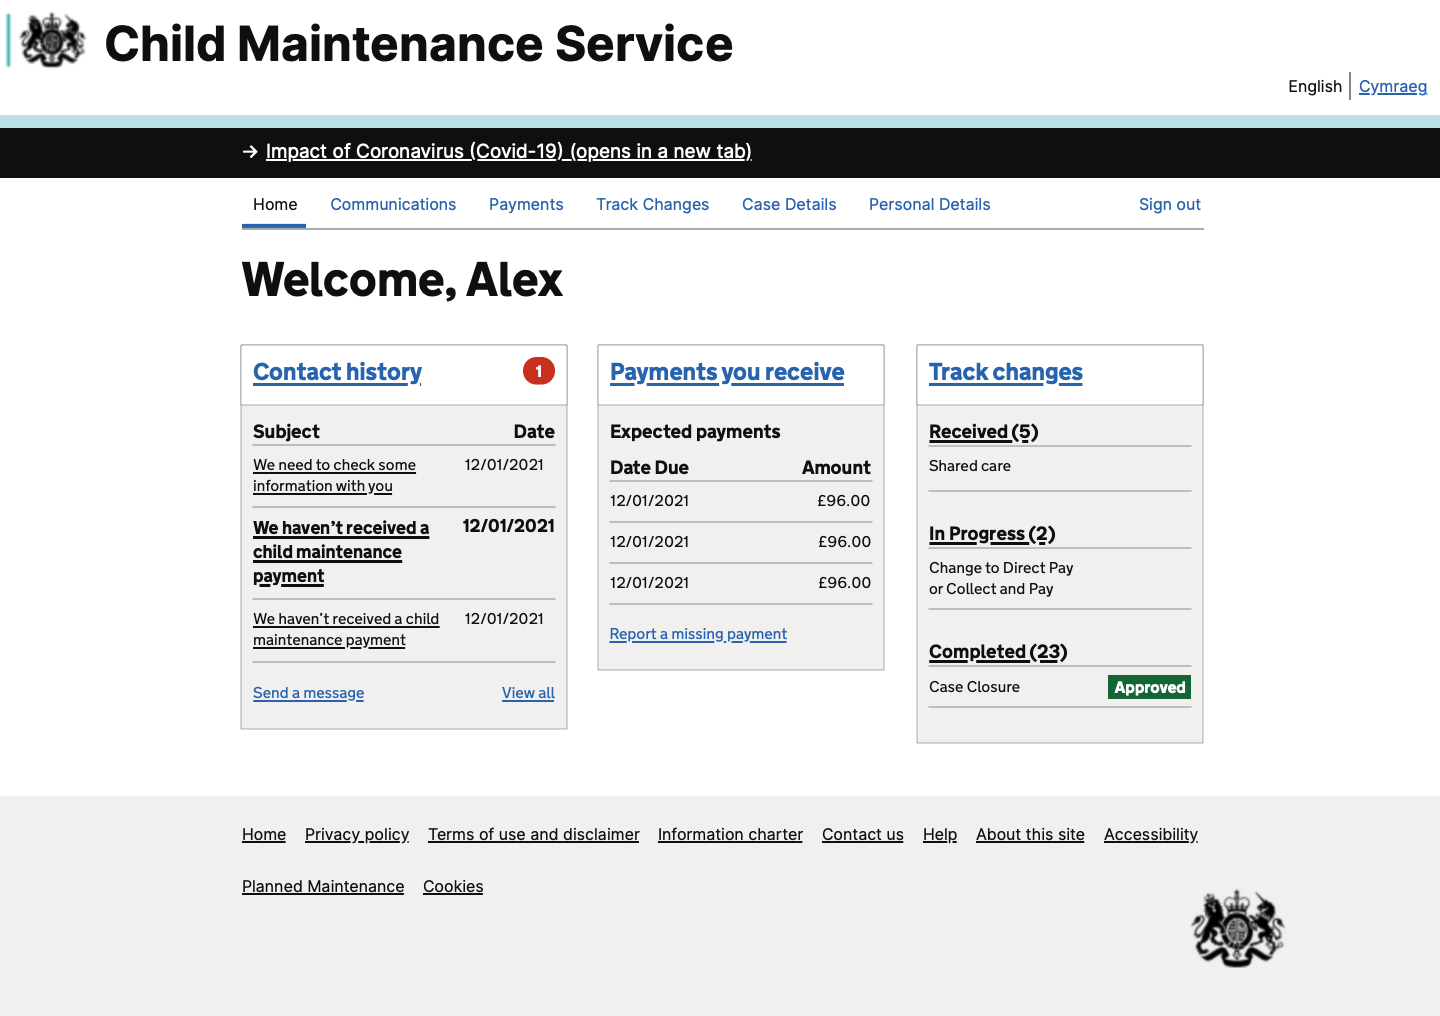 Child Maintenance Service
English Cymraeg
→ Impact of Coronavirus (Covid-19) (opens in a new tab)
Home Communications Payments Track Changes Case Details Personal Details Sign out
Welcome, Alex
Contact history 1
Subject Date
We need to check some 12/01/2021
information with you
We haven’t received a 12/01/2021
child maintenance
payment
We haven’t received a child 12/01/2021
maintenance payment
Send a message View all
Payments you receive
Expected payments
Date Due Amount
12/01/2021 £96.00
12/01/2021 £96.00
12/01/2021 £96.00
Report a missing payment
Track changes
Received (5)
Shared care
In Progress (2)
Change to Direct Pay
or Collect and Pay
Completed (23)
Case Closure Approved
Home Privacy policy Terms of use and disclaimer Information charter Contact us Help About this site Accessibility
Planned Maintenance Cookies